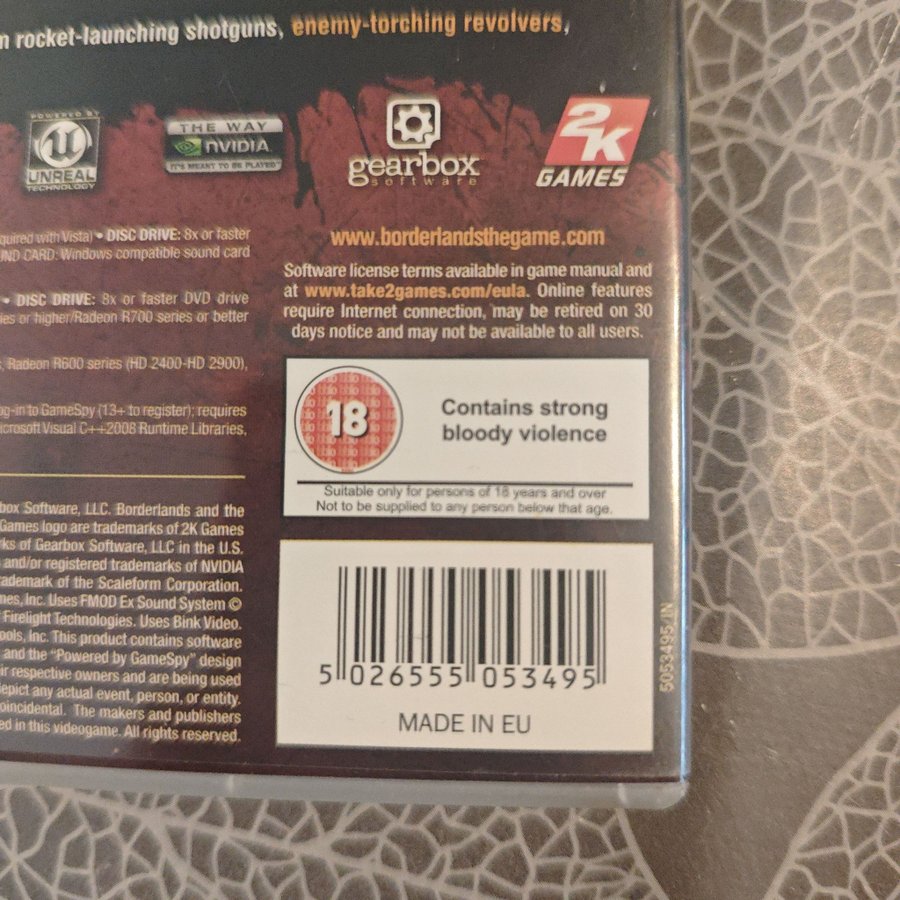 n rocket-launching shotguns, enemy-torching revolvers,
POWERED BY
UNREAL
TECHNOLOGY
THE WAY
NVIDIA
IT'S MEANT TO BE PLAYED
gearbox
software
2K
GAMES
quired with Vista) • DISC DRIVE: 8x or faster
UND CARD: Windows compatible sound card
• DISC DRIVE: 8x or faster DVD drive
ies or higher/Radeon R700 series or better
, Radeon R600 series (HD 2400-HD 2900),
og-in to GameSpy (13+ to register); requires
icrosoft Visual C++2008 Runtime Libraries,
www.borderlandsthegame.com
Software license terms available in game manual and
at www.take2games.com/eula. Online features
require Internet connection, may be retired on 30
days notice and may not be available to all users.
18
Contains strong
bloody violence
Suitable only for persons of 18 years and over
Not to be supplied to any person below that age.
box Software, LLC. Borderlands and the
Games logo are trademarks of 2K Games
rks of Gearbox Software, LLC in the U.S.
and/or registered trademarks of NVIDIA
rademark of the Scaleform Corporation.
mes, Inc. Uses FMOD Ex Sound System ©
Firelight Technologies. Uses Bink Video.
ools, Inc. This product contains software
and the "Powered by GameSpy" design
ir respective owners and are being used
epict any actual event, person, or entity.
oincidental. The makers and publishers
ed in this videogame. All rights reserved.
5 026555 053495
MADE IN EU
5053495 IN